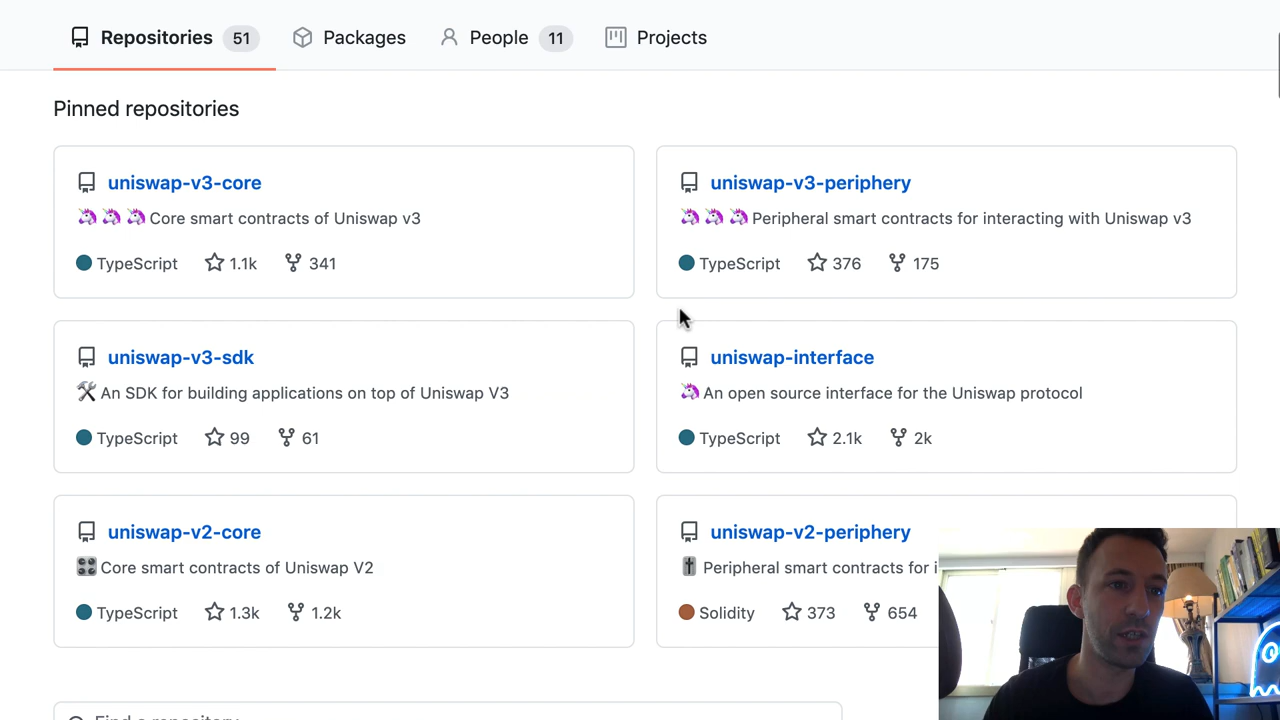 Repositories 51 Packages People 11 Projects
Pinned repositories
uniswap-v3-core
Core smart contracts of Uniswap v3
TypeScript 1.1k 341
uniswap-v3-periphery
Peripheral smart contracts for interacting with Uniswap v3
TypeScript 376 175
uniswap-v3-sdk
An SDK for building applications on top of Uniswap V3
TypeScript 99 61
uniswap-interface
An open source interface for the Uniswap protocol
TypeScript 2.1k 2k
uniswap-v2-core
Core smart contracts of Uniswap V2
TypeScript 1.3k 1.2k
uniswap-v2-periphery
Peripheral smart contracts for
Solidity 373 654
Find a repository